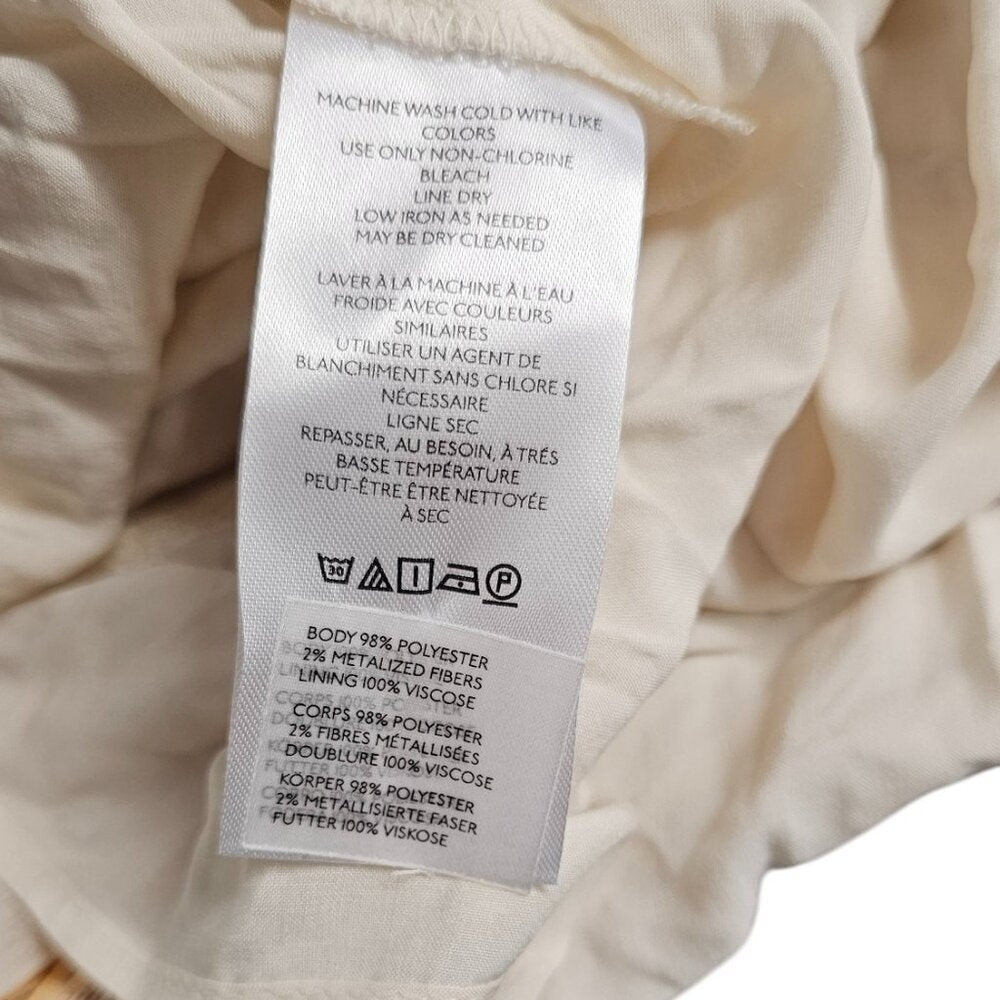 MACHINE WASH COLD WITH LIKE
COLORS
USE ONLY NON-CHLORINE
BLEACH
LINE DRY
LOW IRON AS NEEDED
MAY BE DRY CLEANED
LAVER À LA MACHINE À L'EAU
FROIDE AVEC COULEURS
SIMILAIRES
UTILISER UN AGENT DE
BLANCHIMENT SANS CHLORE SI
NÉCESSAIRE
LIGNE SEC
REPASSER, AU BESOIN, À TRÉS
BASSE TEMPÉRATURE
PEUT-ÊTRE ÊTRE NETTOYÉE
À SEC
30 P
BODY 98% POLYESTER
2% METALIZED FIBERS
LINING 100% VISCOSE
CORPS 98% POLYESTER
2% FIBRES MÉTALLISÉES
DOUBLURE 100% VISCOSE
KÖRPER 98% POLYESTER
2% METALLISIERTE FASER
FUTTER 100% VISKOSE